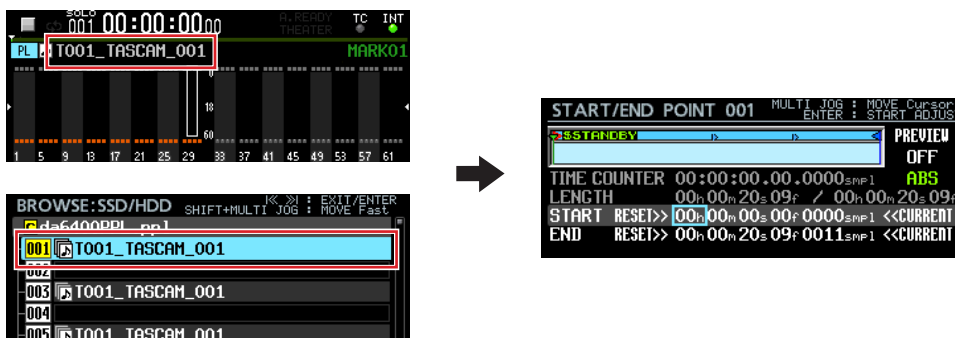 SOLO
001 00:00:00 00 A.READY THEATER TC INT
PL T001_TASCAM_001 MARK01
0
18
60
1 5 9 13 17 21 25 29 33 37 41 45 49 53 57 61
BROWSE:SSD/HDD SHIFT+MULTI JOG : EXIT/ENTER MOVE Fast
da6400PPL.ppl
001 T001_TASCAM_001
002
003 T001_TASCAM_001
004
005 T001_TASCAM_001
START/END POINT 001 MULTI JOG : MOVE Cursor
ENTER : START ADJUS
$STANDBY PREVIEW
OFF
TIME COUNTER 00:00:00.00.0000smpl ABS
LENGTH 00h00m20s09f / 00h00m20s09f
START RESET>> 00h00m00s00f0000smpl <<CURRENT
END RESET>> 00h00m20s09f0011smpl <<CURRENT